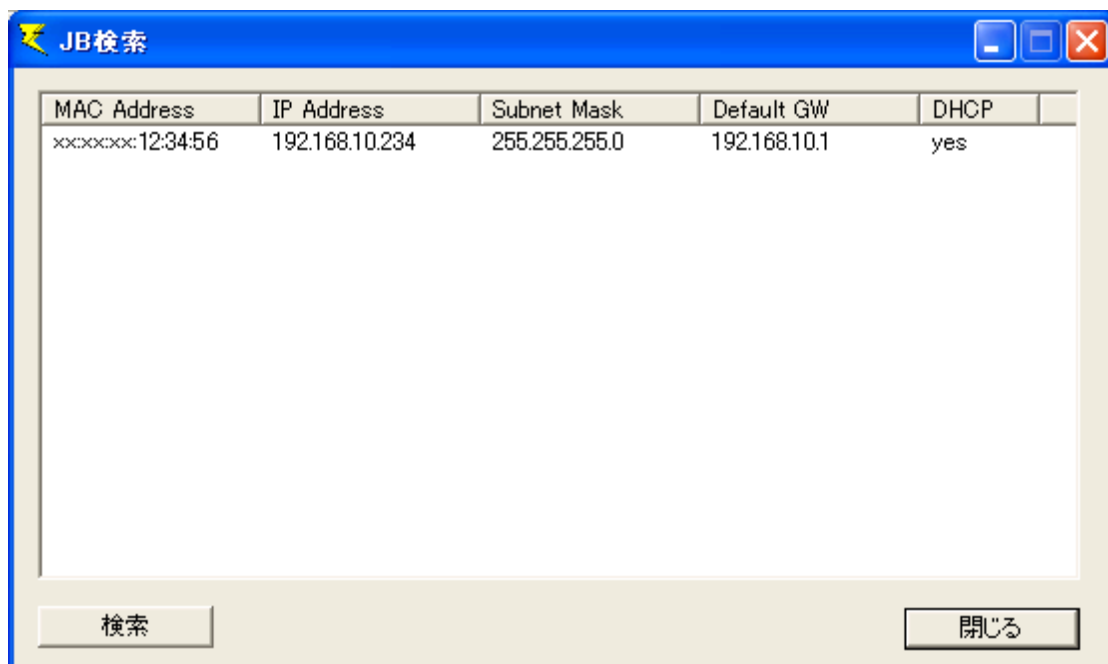 JB検索
MAC Address IP Address Subnet Mask Default GW DHCP
xx:xx:xx:12:34:56 192.168.10.234 255.255.255.0 192.168.10.1 yes
検索 閉じる